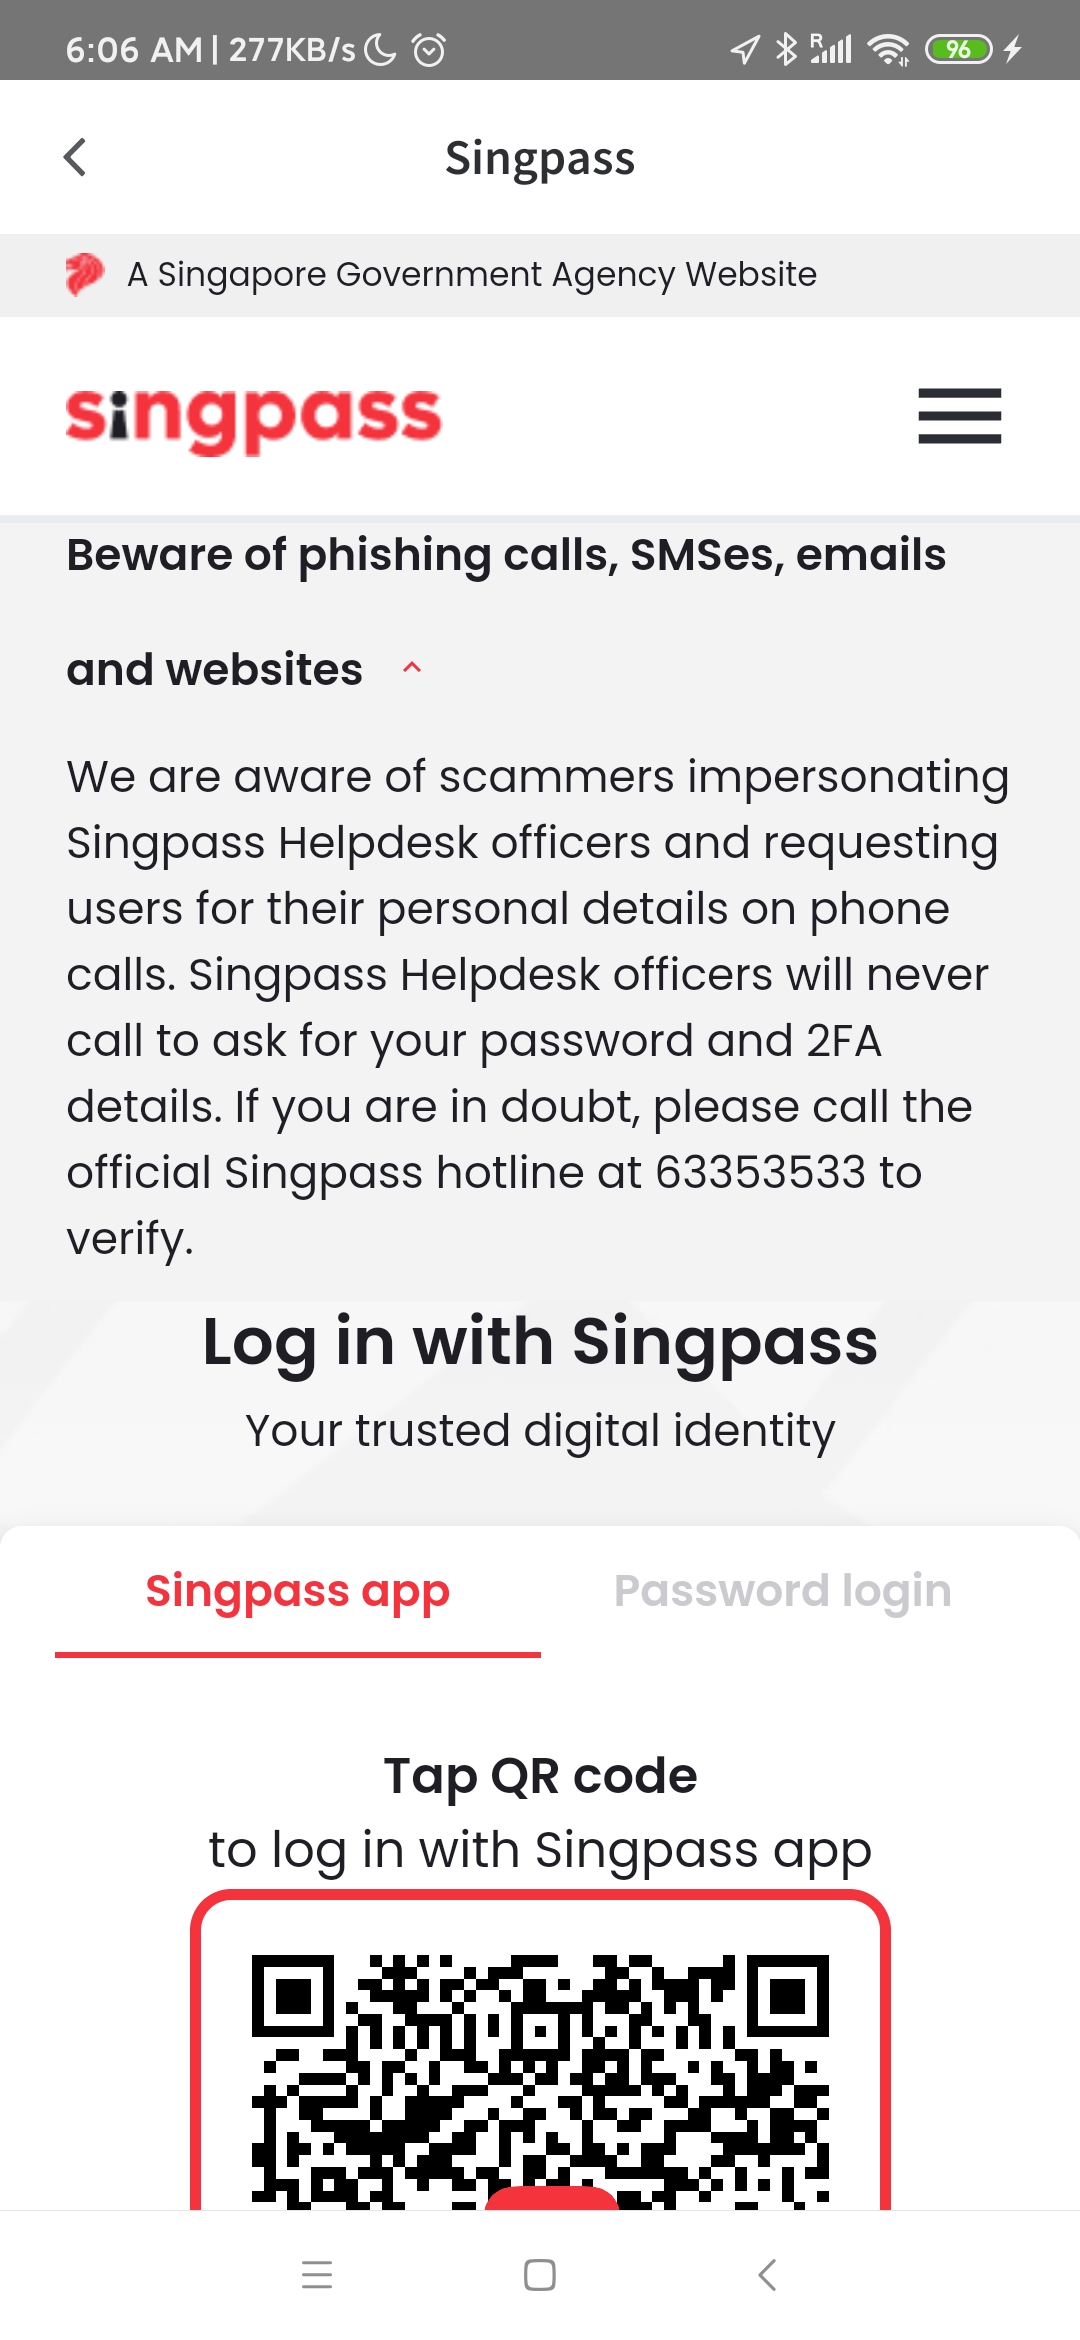 6:06 AM | 277KB/s R 96
Singpass
A Singapore Government Agency Website
singpass
Beware of phishing calls, SMSes, emails
and websites
We are aware of scammers impersonating
Singpass Helpdesk officers and requesting
users for their personal details on phone
calls. Singpass Helpdesk officers will never
call to ask for your password and 2FA
details. If you are in doubt, please call the
official Singpass hotline at 63353533 to
verify.
Log in with Singpass
Your trusted digital identity
Singpass app Password login
Tap QR code
to log in with Singpass app